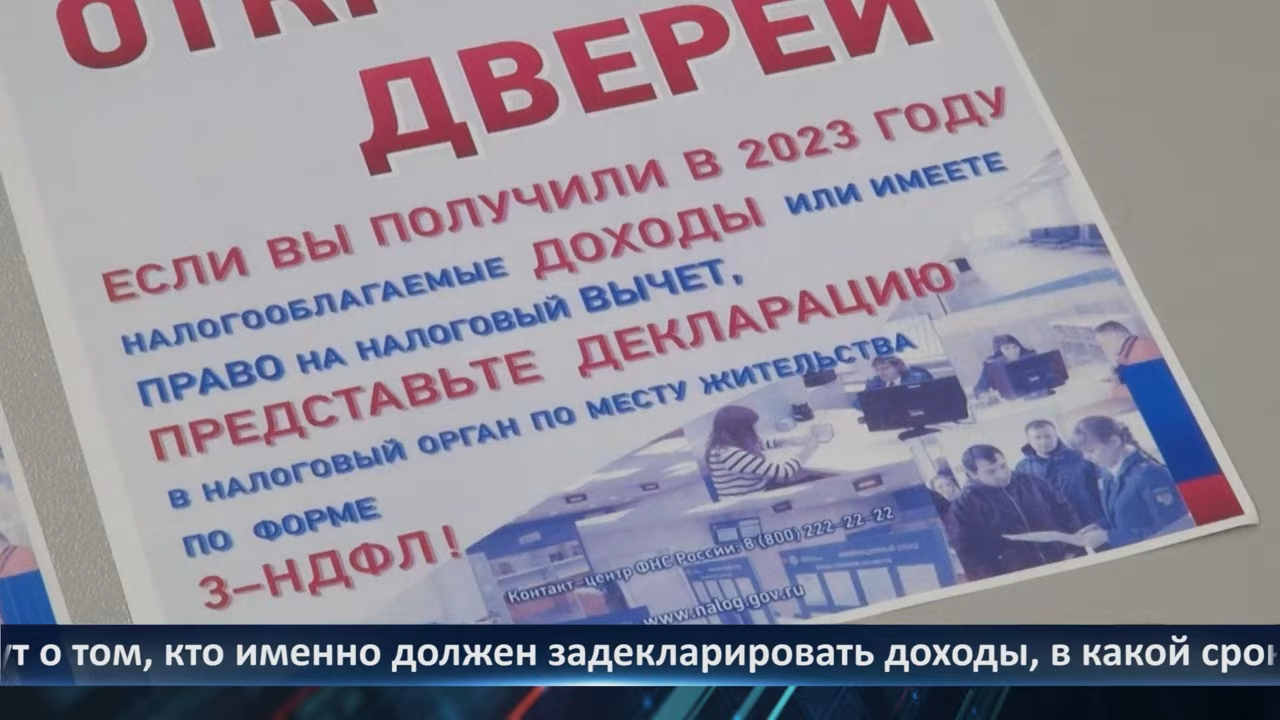 ДВЕРЕЙ
ЕСЛИ ВЫ ПОЛУЧИЛИ В 2023 ГОДУ
НАЛОГООБЛАГАЕМЫЕ ДОХОДЫ ИЛИ ИМЕЕТЕ
ПРАВО НА НАЛОГОВЫЙ ВЫЧЕТ,
ПРЕДСТАВЬТЕ ДЕКЛАРАЦИЮ
В НАЛОГОВЫЙ ОРГАН ПО МЕСТУ ЖИТЕЛЬСТВА
ПО ФОРМЕ
3-НДФЛ!
Контакт-центр ФНС России: 8 (800) 222-22-22
www.nalog.gov.ru
о том, кто именно должен задекларировать доходы, в какой